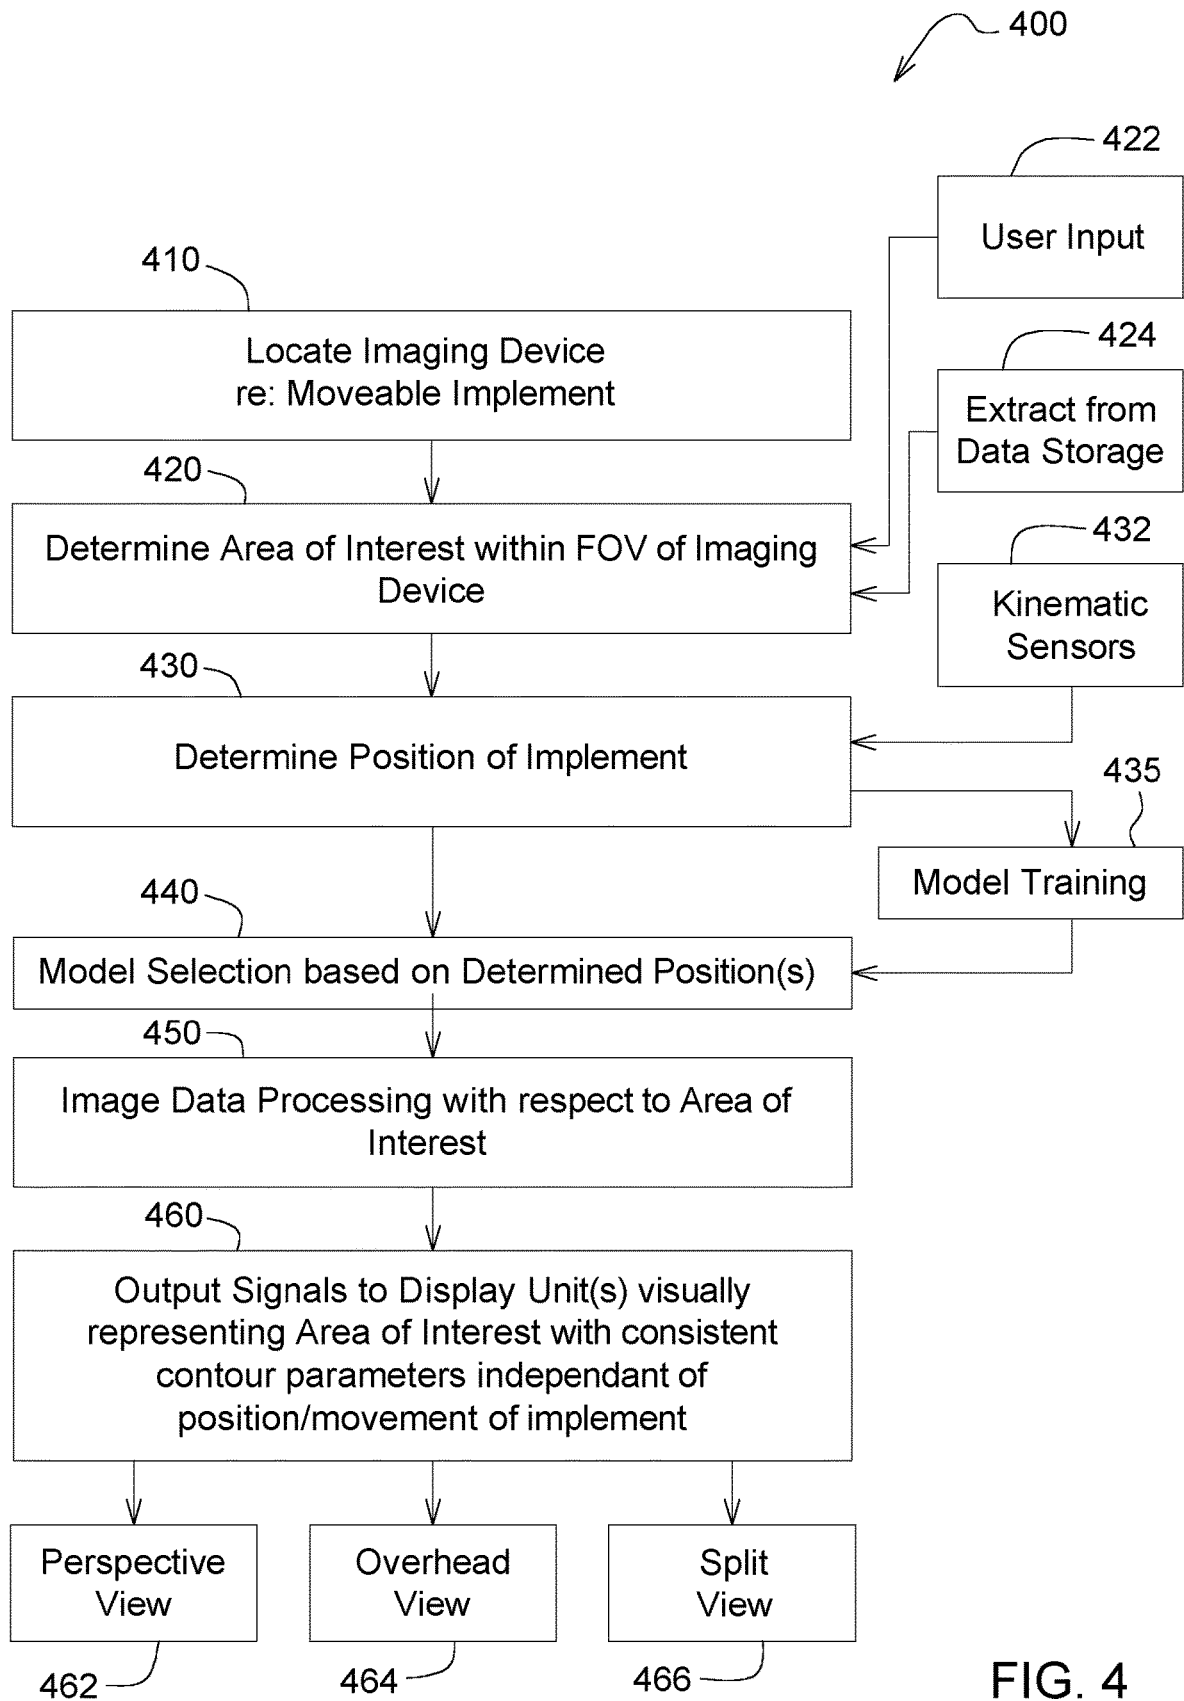 400
422
User Input
410
Locate Imaging Device
re: Moveable Implement
424
Extract from
Data Storage
420
Determine Area of Interest within FOV of Imaging
Device
432
Kinematic
Sensors
430
Determine Position of Implement
435
Model Training
440
Model Selection based on Determined Position(s)
450
Image Data Processing with respect to Area of
Interest
460
Output Signals to Display Unit(s) visually
representing Area of Interest with consistent
contour parameters independant of
position/movement of implement
Perspective
View
Overhead
View
Split
View
462
464
466
FIG. 4